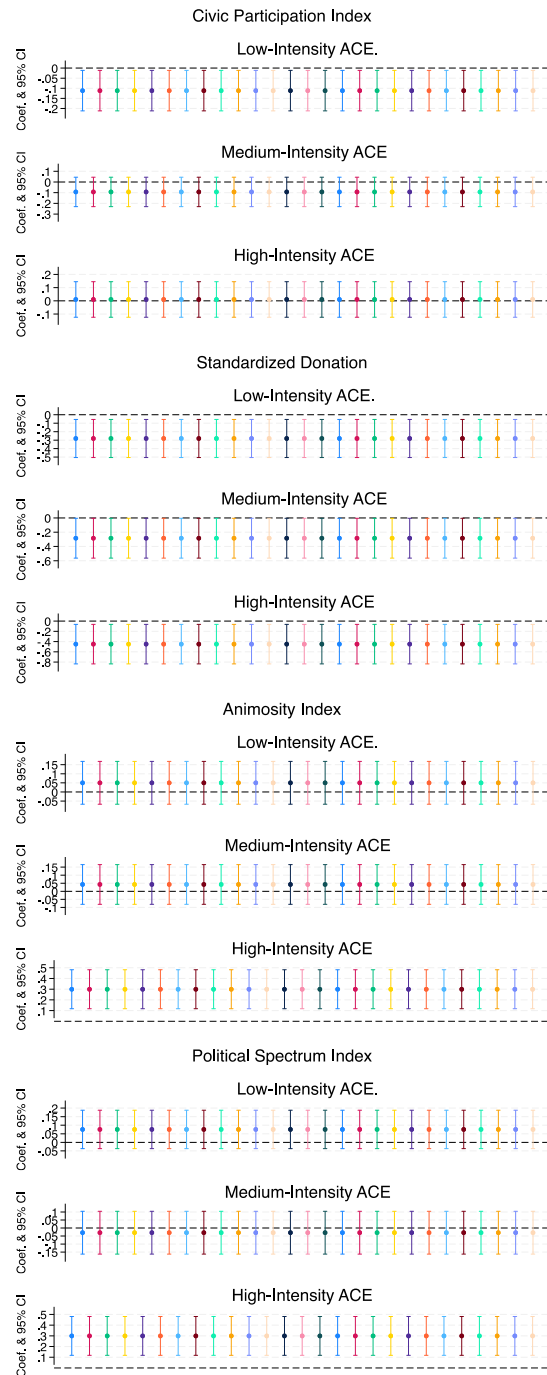 Civic Participation Index
Low-Intensity ACE.
Coef. & 95% CI
0
-.05
-.1
-.15
-.2
Medium-Intensity ACE
Coef. & 95% CI
.1
0
-.1
-.2
-.3
High-Intensity ACE
Coef. & 95% CI
.2
.1
0
-.1
Standardized Donation
Low-Intensity ACE.
Coef. & 95% CI
0
-.1
-.2
-.3
-.4
-.5
Medium-Intensity ACE
Coef. & 95% CI
0
-.2
-.4
-.6
High-Intensity ACE
Coef. & 95% CI
0
-.2
-.4
-.6
-.8
Animosity Index
Low-Intensity ACE.
Coef. & 95% CI
.15
.1
.05
0
-.05
Medium-Intensity ACE
Coef. & 95% CI
.15
.1
.05
0
-.05
-.1
High-Intensity ACE
Coef. & 95% CI
.5
.4
.3
.2
.1
Political Spectrum Index
Low-Intensity ACE.
Coef. & 95% CI
.2
.15
.1
.05
0
-.05
Medium-Intensity ACE
Coef. & 95% CI
.1
.05
0
-.05
-.1
-.15
High-Intensity ACE
Coef. & 95% CI
.5
.4
.3
.2
.1